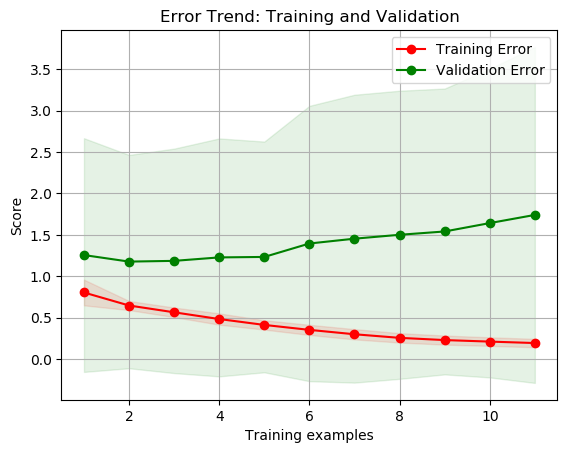 Error Trend: Training and Validation
Training Error
Validation Error
3.5
3.0
2.5
2.0
1.5
1.0
0.5
0.0
Score
2 4 6 8 10
Training examples